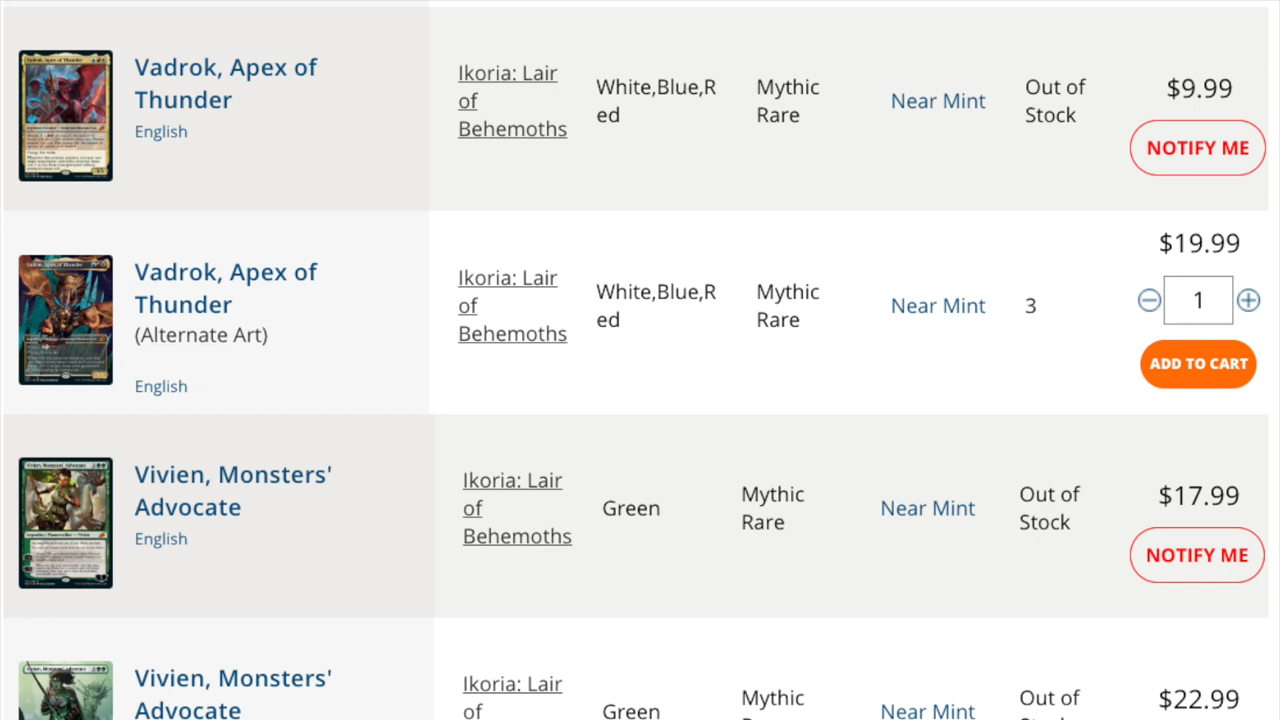 Vadrok, Apex of
Thunder
English
Ikoria: Lair
of
Behemoths
White,Blue,R
ed
Mythic
Rare
Near Mint
Out of
Stock
$9.99
NOTIFY ME
Vadrok, Apex of
Thunder
(Alternate Art)
English
Ikoria: Lair
of
Behemoths
White,Blue,R
ed
Mythic
Rare
Near Mint
3
$19.99
1
ADD TO CART
Vivien, Monsters'
Advocate
English
Ikoria: Lair
of
Behemoths
Green
Mythic
Rare
Near Mint
Out of
Stock
$17.99
NOTIFY ME
Vivien, Monsters'
Advocate
Ikoria: Lair
of
Green
Mythic
Near Mint
Out of
$22.99